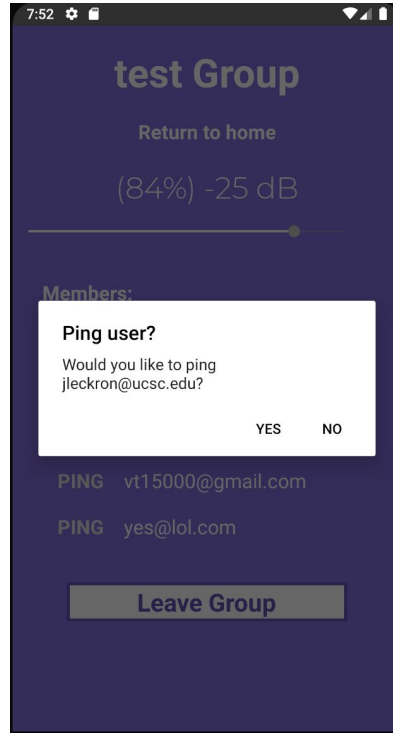 7:52
test Group
Return to home
(84%) -25 dB
Members:
Ping user?
Would you like to ping
jleckron@ucsc.edu?
YES NO
PING vt15000@gmail.com
PING yes@lol.com
Leave Group